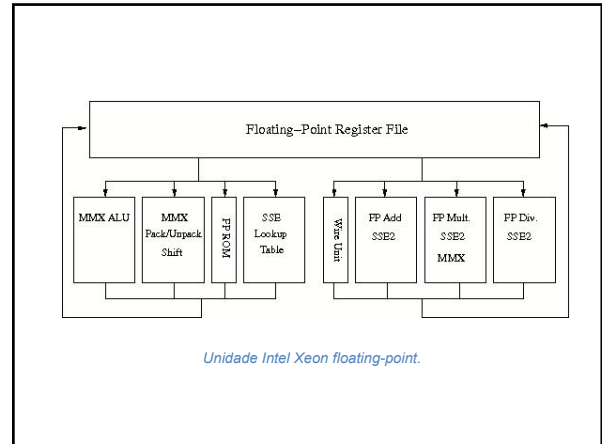 Floating-Point Register File
MMX ALU
MMX
Pack/Unpack
Shift
FP ROM
SSE
Lookup
Table
Wire Unit
FP Add
SSE2
FP Mult.
SSE2
MMX
FP Div.
SSE2
Unidade Intel Xeon floating-point.